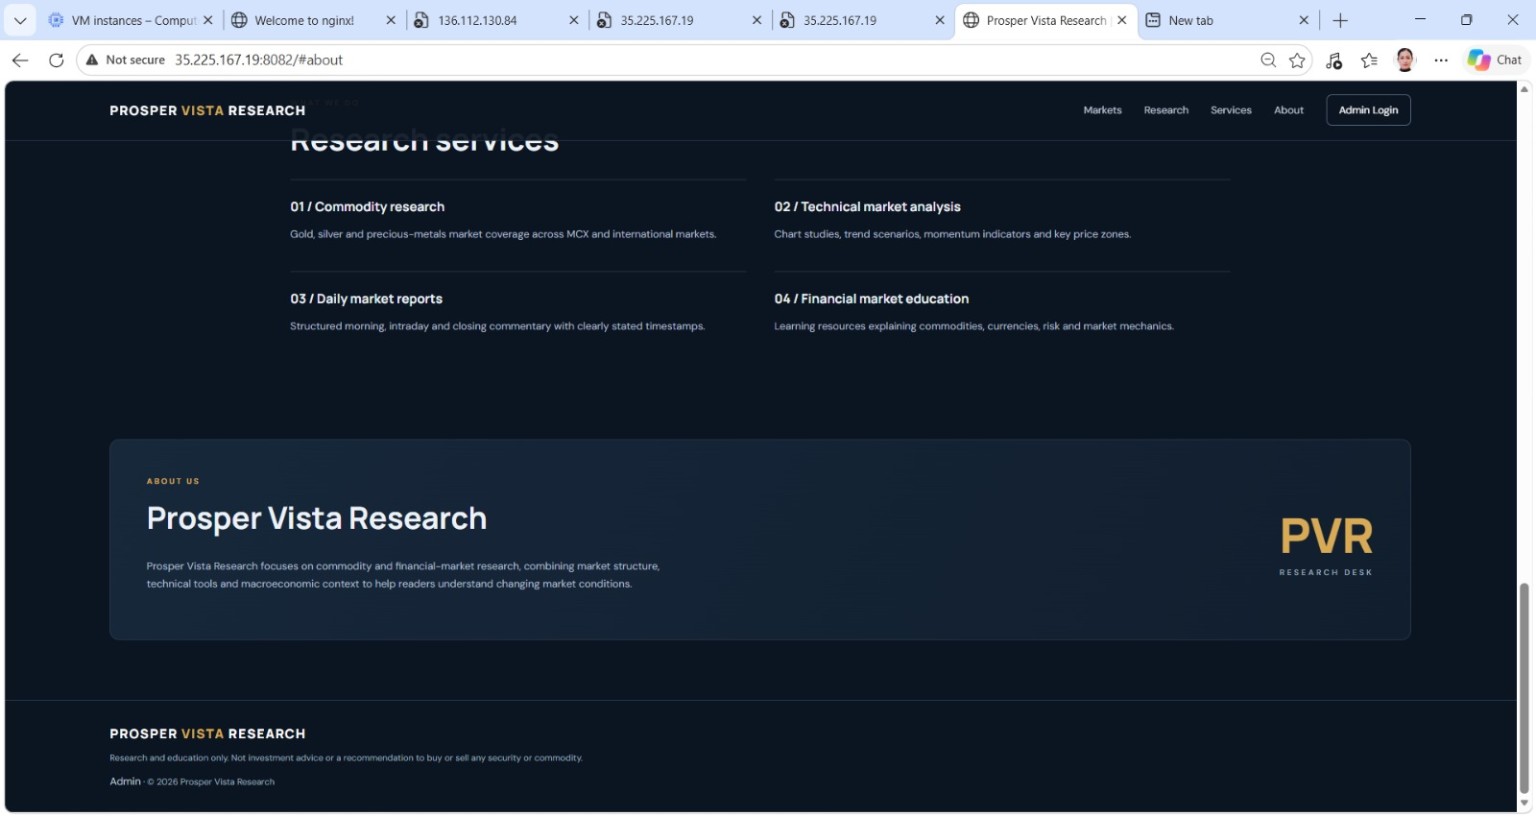 VM instances – Comput
Welcome to nginx!
136.112.130.84
35.225.167.19
35.225.167.19
Prosper Vista Research
New tab
Not secure
35.225.167.19:8082/#about
Chat
PROSPER VISTA RESEARCH
Markets
Research
Services
About
Admin Login
Research services
01 / Commodity research
Gold, silver and precious-metals market coverage across MCX and international markets.
02 / Technical market analysis
Chart studies, trend scenarios, momentum indicators and key price zones.
03 / Daily market reports
Structured morning, intraday and closing commentary with clearly stated timestamps.
04 / Financial market education
Learning resources explaining commodities, currencies, risk and market mechanics.
ABOUT US
Prosper Vista Research
Prosper Vista Research focuses on commodity and financial-market research, combining market structure,
technical tools and macroeconomic context to help readers understand changing market conditions.
PVR
RESEARCH DESK
PROSPER VISTA RESEARCH
Research and education only. Not investment advice or a recommendation to buy or sell any security or commodity.
Admin · © 2026 Prosper Vista Research